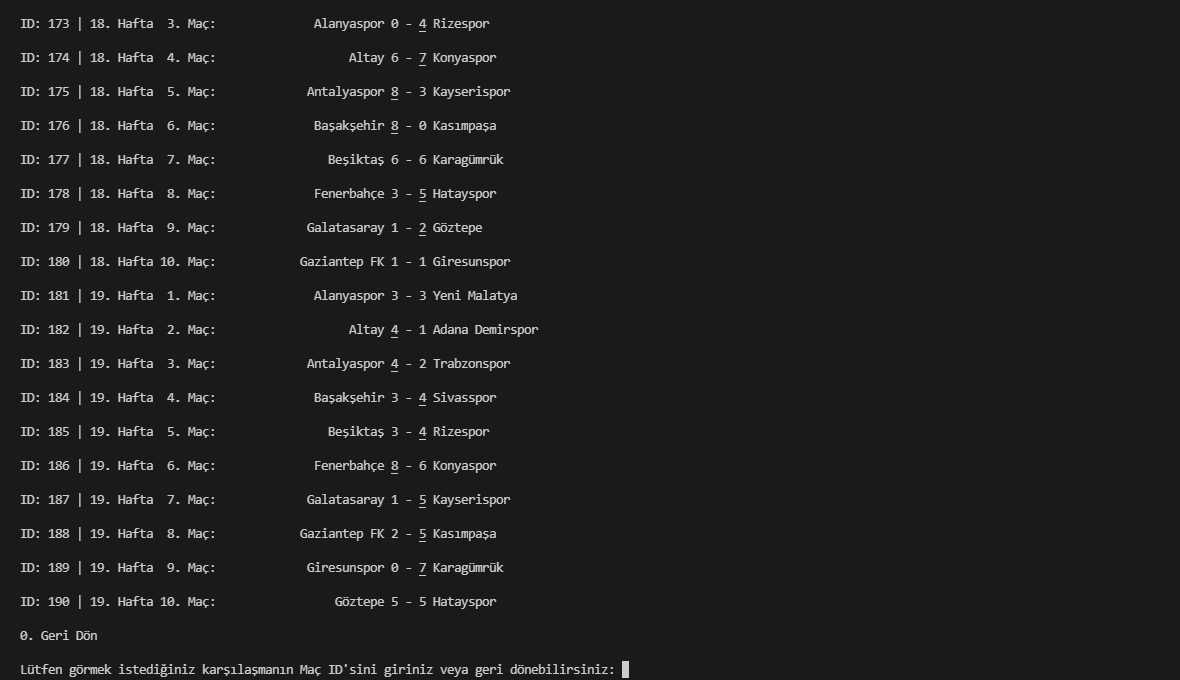 ID: 173 | 18. Hafta  3. Maç:              Alanyaspor 0 - 4 Rizespor
ID: 174 | 18. Hafta  4. Maç:                   Altay 6 - 7 Konyaspor
ID: 175 | 18. Hafta  5. Maç:             Antalyaspor 8 - 3 Kayserispor
ID: 176 | 18. Hafta  6. Maç:              Başakşehir 8 - 0 Kasımpaşa
ID: 177 | 18. Hafta  7. Maç:                Beşiktaş 6 - 6 Karagümrük
ID: 178 | 18. Hafta  8. Maç:              Fenerbahçe 3 - 5 Hatayspor
ID: 179 | 18. Hafta  9. Maç:             Galatasaray 1 - 2 Göztepe
ID: 180 | 18. Hafta 10. Maç:            Gaziantep FK 1 - 1 Giresunspor
ID: 181 | 19. Hafta  1. Maç:              Alanyaspor 3 - 3 Yeni Malatya
ID: 182 | 19. Hafta  2. Maç:                   Altay 4 - 1 Adana Demirspor
ID: 183 | 19. Hafta  3. Maç:             Antalyaspor 4 - 2 Trabzonspor
ID: 184 | 19. Hafta  4. Maç:              Başakşehir 3 - 4 Sivasspor
ID: 185 | 19. Hafta  5. Maç:                Beşiktaş 3 - 4 Rizespor
ID: 186 | 19. Hafta  6. Maç:              Fenerbahçe 8 - 6 Konyaspor
ID: 187 | 19. Hafta  7. Maç:             Galatasaray 1 - 5 Kayserispor
ID: 188 | 19. Hafta  8. Maç:            Gaziantep FK 2 - 5 Kasımpaşa
ID: 189 | 19. Hafta  9. Maç:             Giresunspor 0 - 7 Karagümrük
ID: 190 | 19. Hafta 10. Maç:                 Göztepe 5 - 5 Hatayspor
0. Geri Dön
Lütfen görmek istediğiniz karşılaşmanın Maç ID'sini giriniz veya geri dönebilirsiniz: